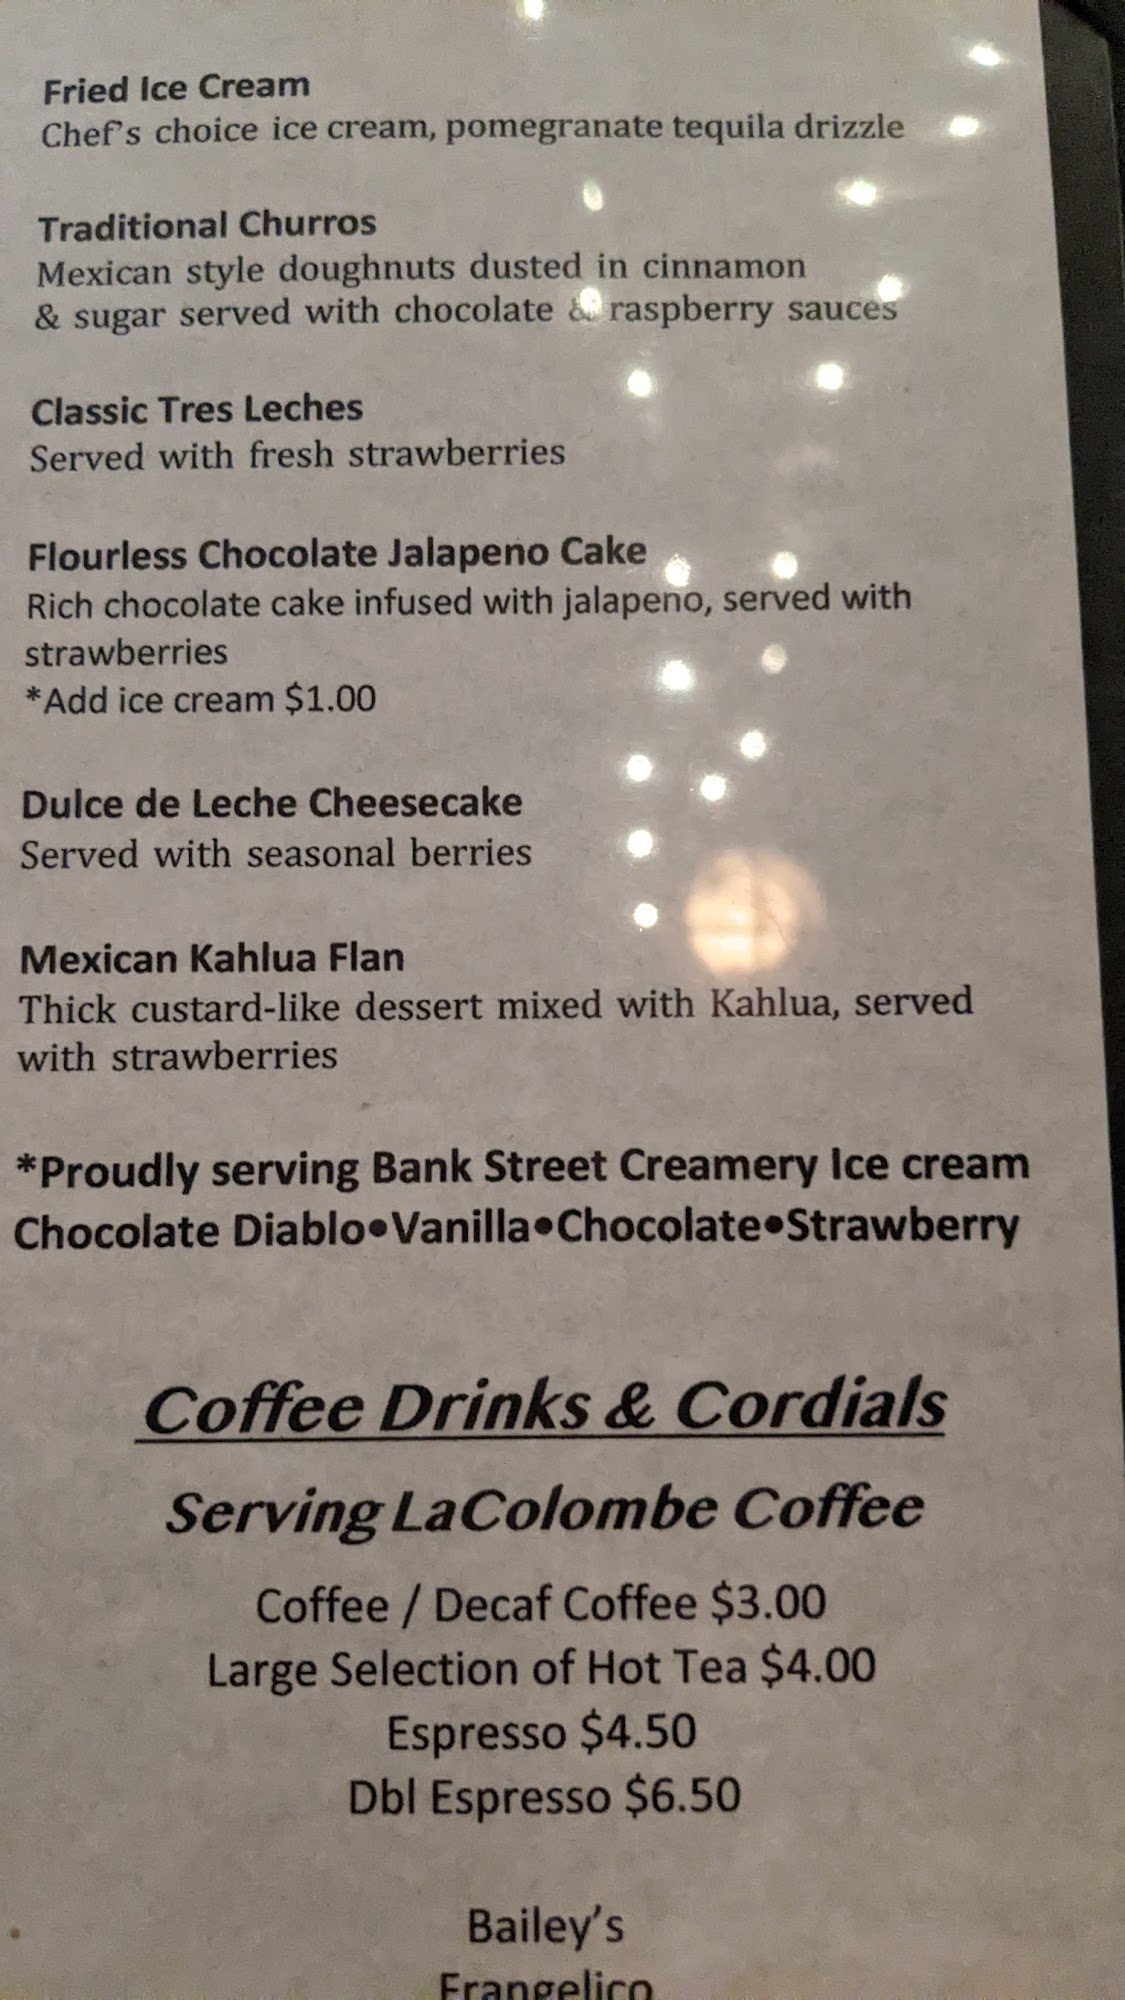 Fried Ice Cream
Chef's choice ice cream, pomegranate tequila drizzle
Traditional Churros
Mexican style doughnuts dusted in cinnamon
& sugar served with chocolate & raspberry sauces
Classic Tres Leches
Served with fresh strawberries
Flourless Chocolate Jalapeno Cake
Rich chocolate cake infused with jalapeno, served with
strawberries
*Add ice cream $1.00
Dulce de Leche Cheesecake
Served with seasonal berries
Mexican Kahlua Flan
Thick custard-like dessert mixed with Kahlua, served
with strawberries
*Proudly serving Bank Street Creamery Ice cream
Chocolate Diablo•Vanilla•Chocolate•Strawberry
Coffee Drinks & Cordials
Serving LaColombe Coffee
Coffee / Decaf Coffee $3.00
Large Selection of Hot Tea $4.00
Espresso $4.50
Dbl Espresso $6.50
Bailey's
Frangelico